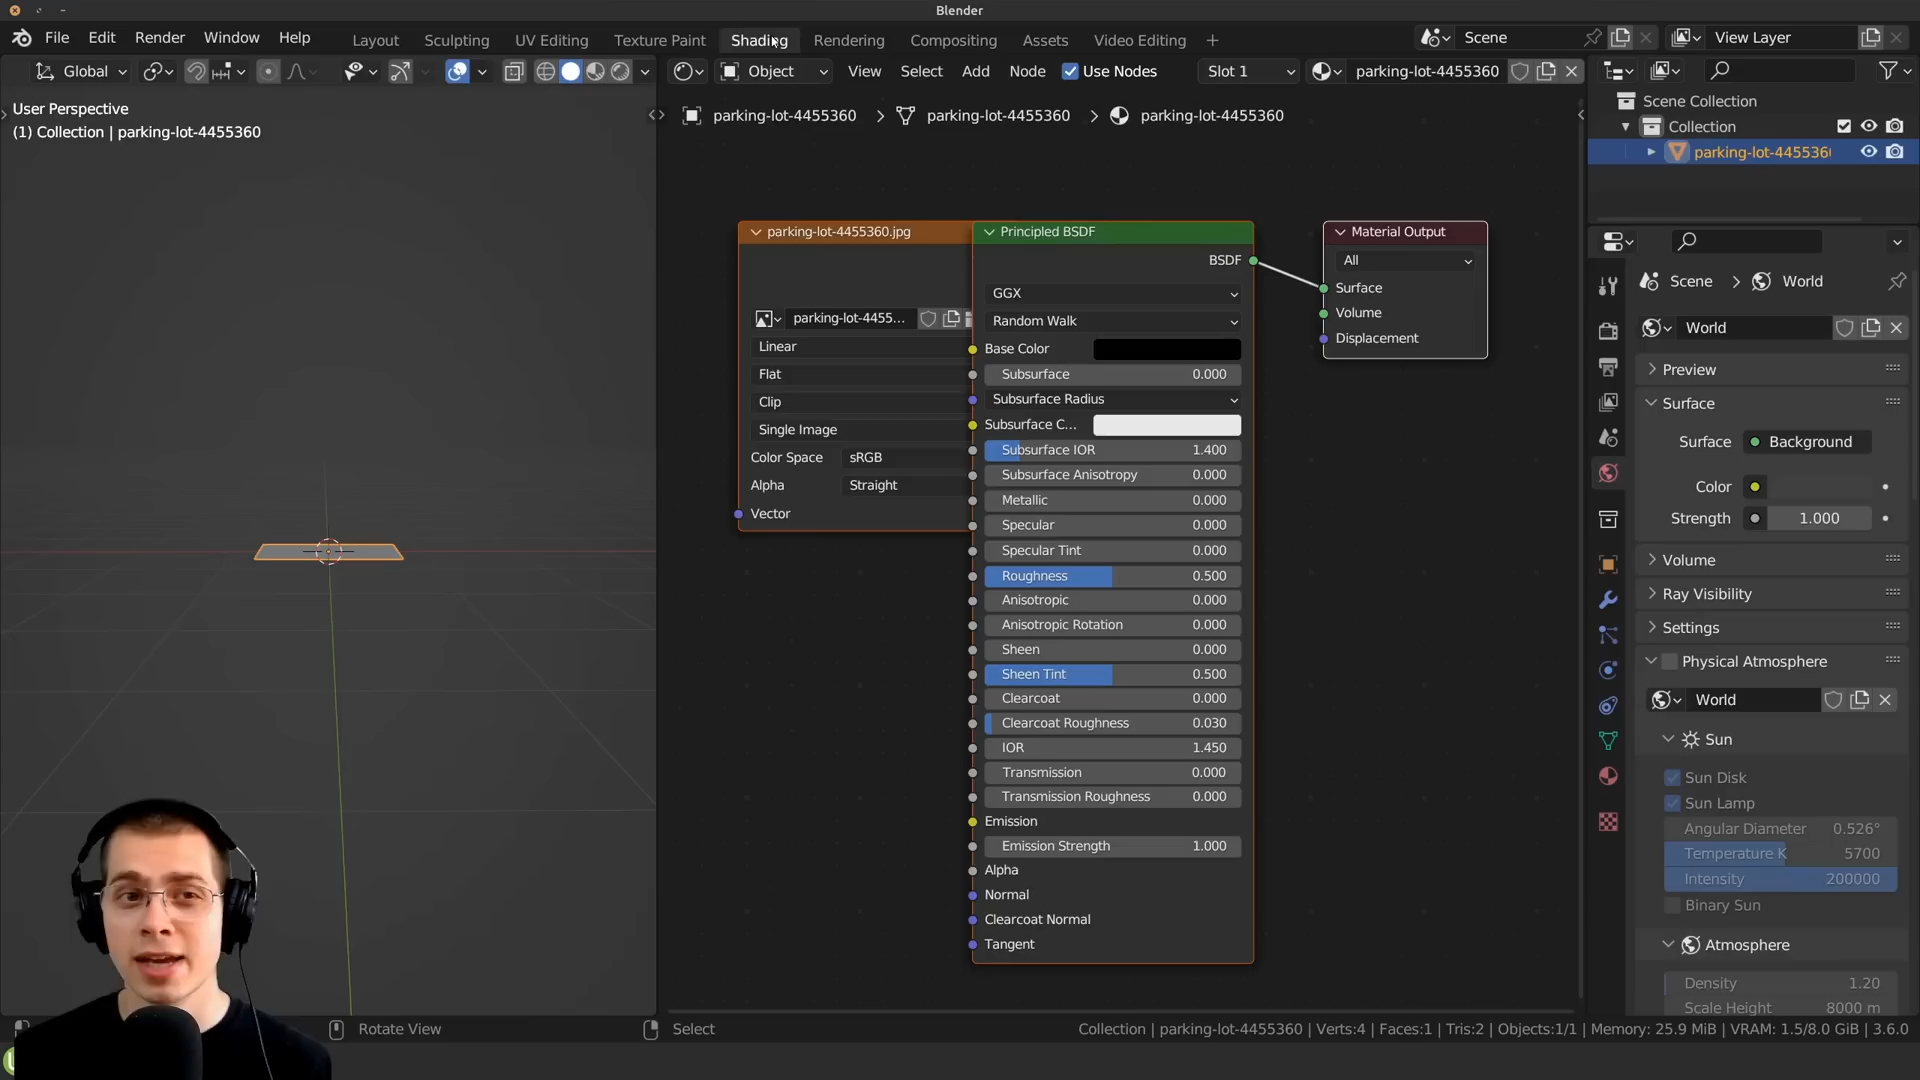 Blender
File Edit Render Window Help Layout Sculpting UV Editing Texture Paint Shading Rendering Compositing Assets Video Editing + Scene View Layer
Global Object View Select Add Node Use Nodes Slot 1 parking-lot-4455360
User Perspective
(1) Collection | parking-lot-4455360
parking-lot-4455360 > parking-lot-4455360 > parking-lot-4455360
parking-lot-4455360.jpg
parking-lot-4455...
Linear
Flat
Clip
Single Image
Color Space sRGB
Alpha Straight
Vector
Principled BSDF
BSDF
GGX
Random Walk
Base Color
Subsurface 0.000
Subsurface Radius
Subsurface C...
Subsurface IOR 1.400
Subsurface Anisotropy 0.000
Metallic 0.000
Specular 0.000
Specular Tint 0.000
Roughness 0.500
Anisotropic 0.000
Anisotropic Rotation 0.000
Sheen 0.000
Sheen Tint 0.500
Clearcoat 0.000
Clearcoat Roughness 0.030
IOR 1.450
Transmission 0.000
Transmission Roughness 0.000
Emission
Emission Strength 1.000
Alpha
Normal
Clearcoat Normal
Tangent
Material Output
All
Surface
Volume
Displacement
Scene Collection
Collection
parking-lot-445536
Scene > World
World
Preview
Surface
Surface Background
Color
Strength 1.000
Volume
Ray Visibility
Settings
Physical Atmosphere
World
Sun
Sun Disk
Sun Lamp
Angular Diameter 0.526°
Temperature K 5700
Intensity 200000
Binary Sun
Atmosphere
Density 1.20
Scale Height 8000 m
Rotate View
Select
Collection | parking-lot-4455360 | Verts:4 | Faces:1 | Tris:2 | Objects:1/1 | Memory: 25.9 MiB | VRAM: 1.5/8.0 GiB | 3.6.0